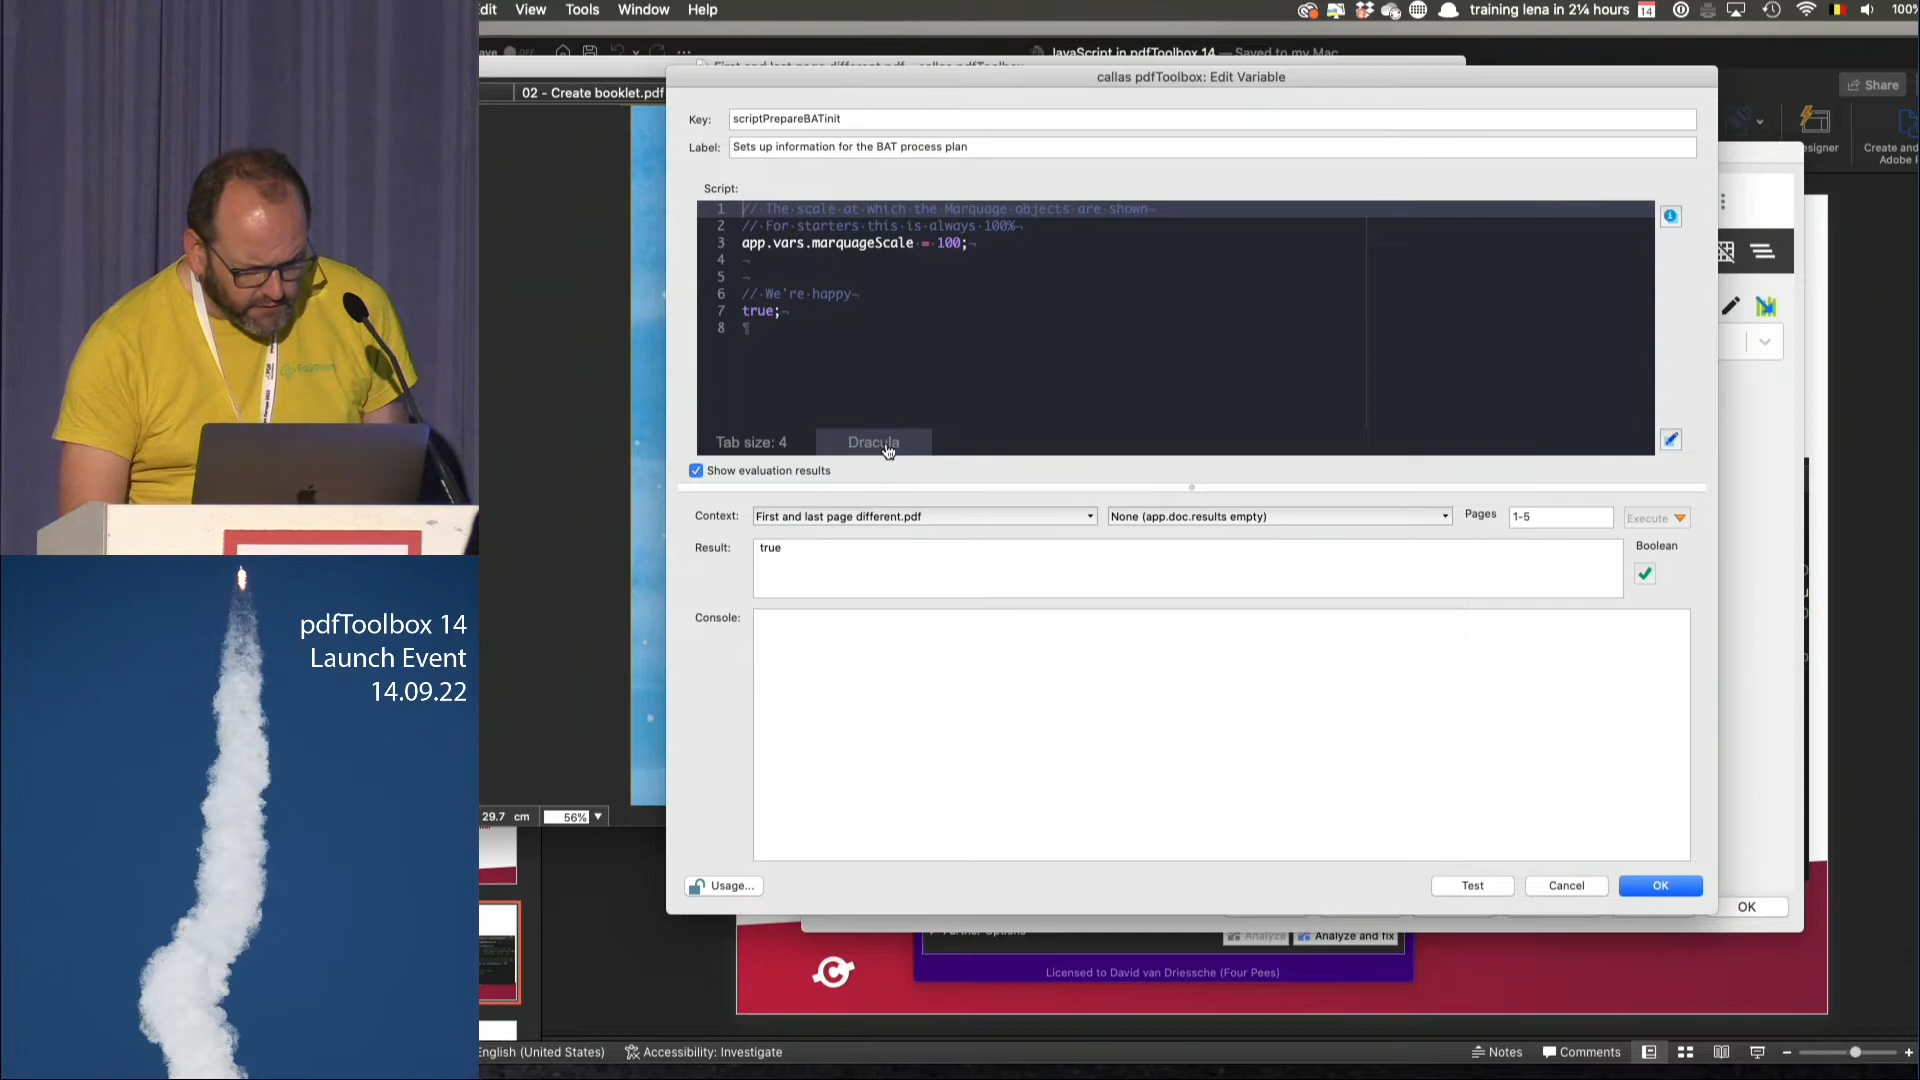 dit View Tools Window Help
training lena in 2¼ hours 14 100%
ave OFF
JavaScript in pdfToolbox 14 — Saved to my Mac
02 - Create booklet.pdf
callas pdfToolbox: Edit Variable
Share
Key: scriptPrepareBATinit
Label: Sets up information for the BAT process plan
esigner
Create and
Adobe
Script:
1 // The scale at which the Marquage objects are shown
2 // For starters this is always 100%
3 app.vars.marquageScale = 100;
4
5
6 // We're happy
7 true;
8
Tab size: 4 Dracula
Show evaluation results
Context: First and last page different.pdf None (app.doc.results empty) Pages 1-5 Execute
Result: true Boolean
Console:
Usage... Test Cancel OK
OK
29.7 cm 56%
Analyze Analyze and fix
Licensed to David van Driessche (Four Pees)
English (United States) Accessibility: Investigate Notes Comments
pdfToolbox 14
Launch Event
14.09.22